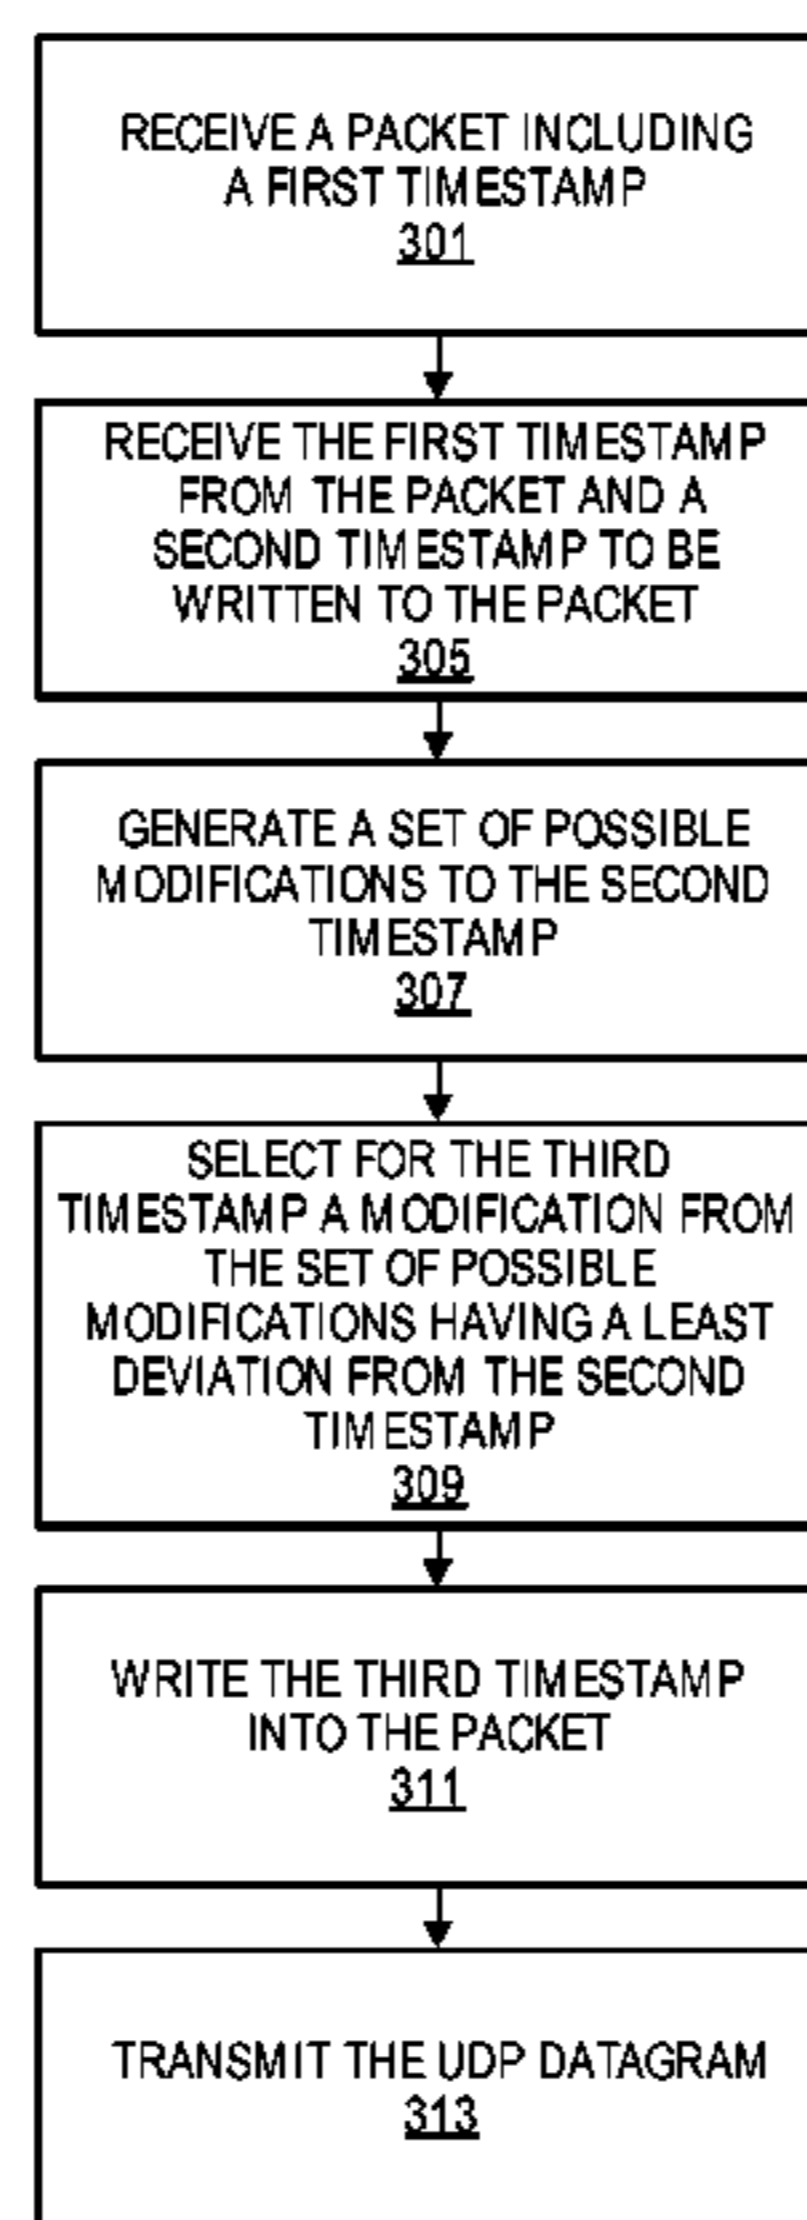 RECEIVE A PACKET INCLUDING
A FIRST TIMESTAMP
301
RECEIVE THE FIRST TIMESTAMP
FROM THE PACKET AND A
SECOND TIMESTAMP TO BE
WRITTEN TO THE PACKET
305
GENERATE A SET OF POSSIBLE
MODIFICATIONS TO THE SECOND
TIMESTAMP
307
SELECT FOR THE THIRD
TIMESTAMP A MODIFICATION FROM
THE SET OF POSSIBLE
MODIFICATIONS HAVING A LEAST
DEVIATION FROM THE SECOND
TIMESTAMP
309
WRITE THE THIRD TIMESTAMP
INTO THE PACKET
311
TRANSMIT THE UDP DATAGRAM
313